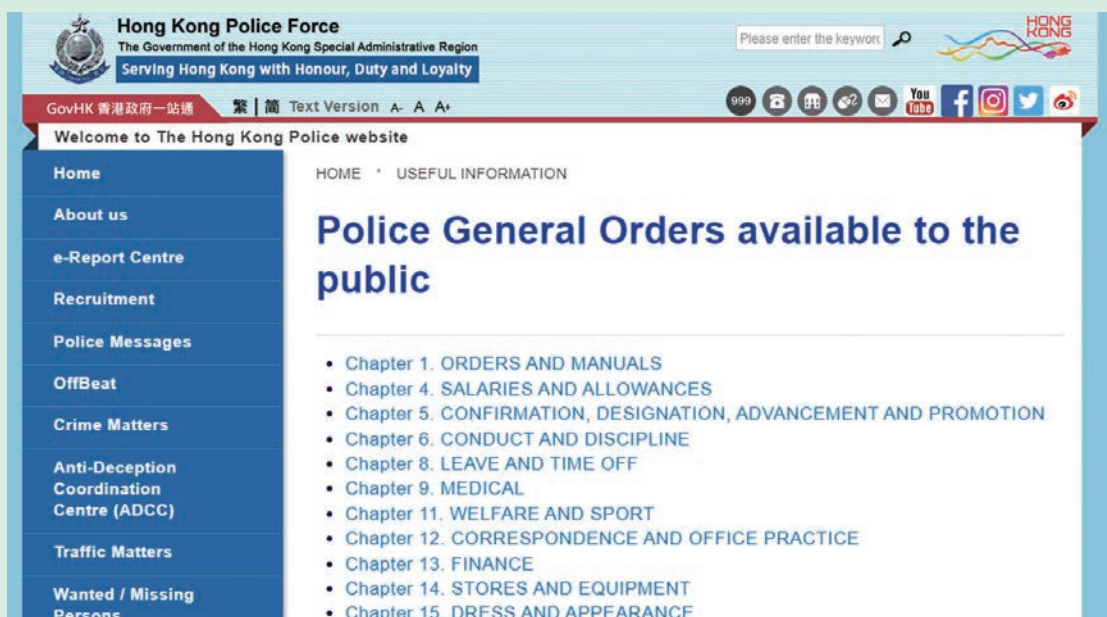 Hong Kong Police Force
The Government of the Hong Kong Special Administrative Region
Serving Hong Kong with Honour, Duty and Loyalty
Please enter the keyword
HONG
KONG
GovHK 香港政府一站通
繁 | 簡 Text Version A- A A+
999
You
Tube
Welcome to The Hong Kong Police website
Home
About us
e-Report Centre
Recruitment
Police Messages
OffBeat
Crime Matters
Anti-Deception
Coordination
Centre (ADCC)
Traffic Matters
Wanted / Missing
Persons
HOME * USEFUL INFORMATION
Police General Orders available to the
public
• Chapter 1. ORDERS AND MANUALS
• Chapter 4. SALARIES AND ALLOWANCES
• Chapter 5. CONFIRMATION, DESIGNATION, ADVANCEMENT AND PROMOTION
• Chapter 6. CONDUCT AND DISCIPLINE
• Chapter 8. LEAVE AND TIME OFF
• Chapter 9. MEDICAL
• Chapter 11. WELFARE AND SPORT
• Chapter 12. CORRESPONDENCE AND OFFICE PRACTICE
• Chapter 13. FINANCE
• Chapter 14. STORES AND EQUIPMENT
• Chapter 15. DRESS AND APPEARANCE